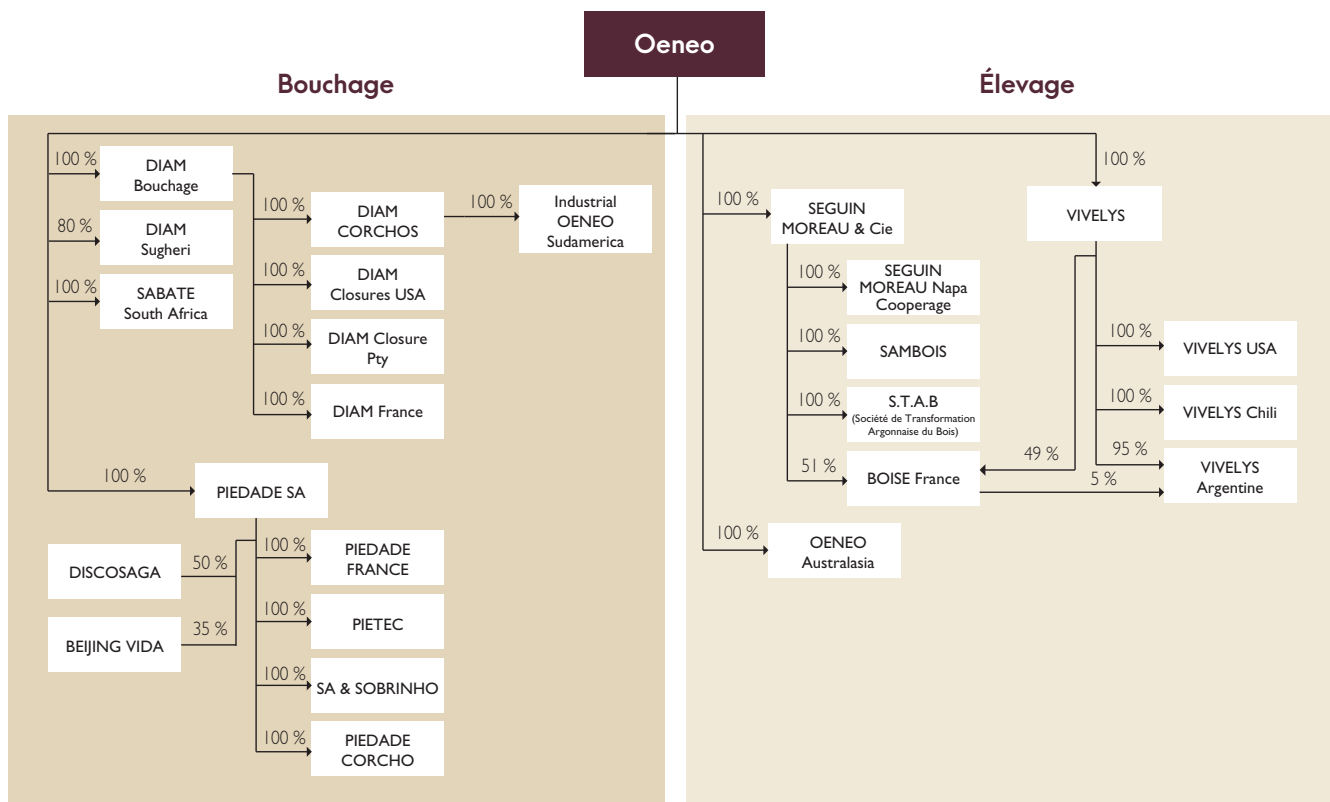 Oeneo
Bouchage
Élevage
100 %
DIAM
Bouchage
80 %
DIAM
Sugheri
100 %
SABATE
South Africa
100 %
DIAM
CORCHOS
100 %
Industrial
OENEO
Sudamerica
100 %
DIAM
Closures USA
100 %
DIAM Closure
Pty
100 %
DIAM France
100 %
PIEDADE SA
DISCOSAGA
50 %
BEIJING VIDA
35 %
100 %
PIEDADE
FRANCE
100 %
PIETEC
100 %
SA & SOBRINHO
100 %
PIEDADE
CORCHO
100 %
SEGUIN
MOREAU & Cie
100 %
SEGUIN
MOREAU Napa
Cooperage
100 %
SAMBOIS
100 %
S.T.A.B
(Société de Transformation
Argonnaise du Bois)
51 %
BOISE France
49 %
100 %
OENEO
Australasia
100 %
VIVELYS
100 %
VIVELYS USA
100 %
VIVELYS Chili
95 %
5 %
VIVELYS
Argentine